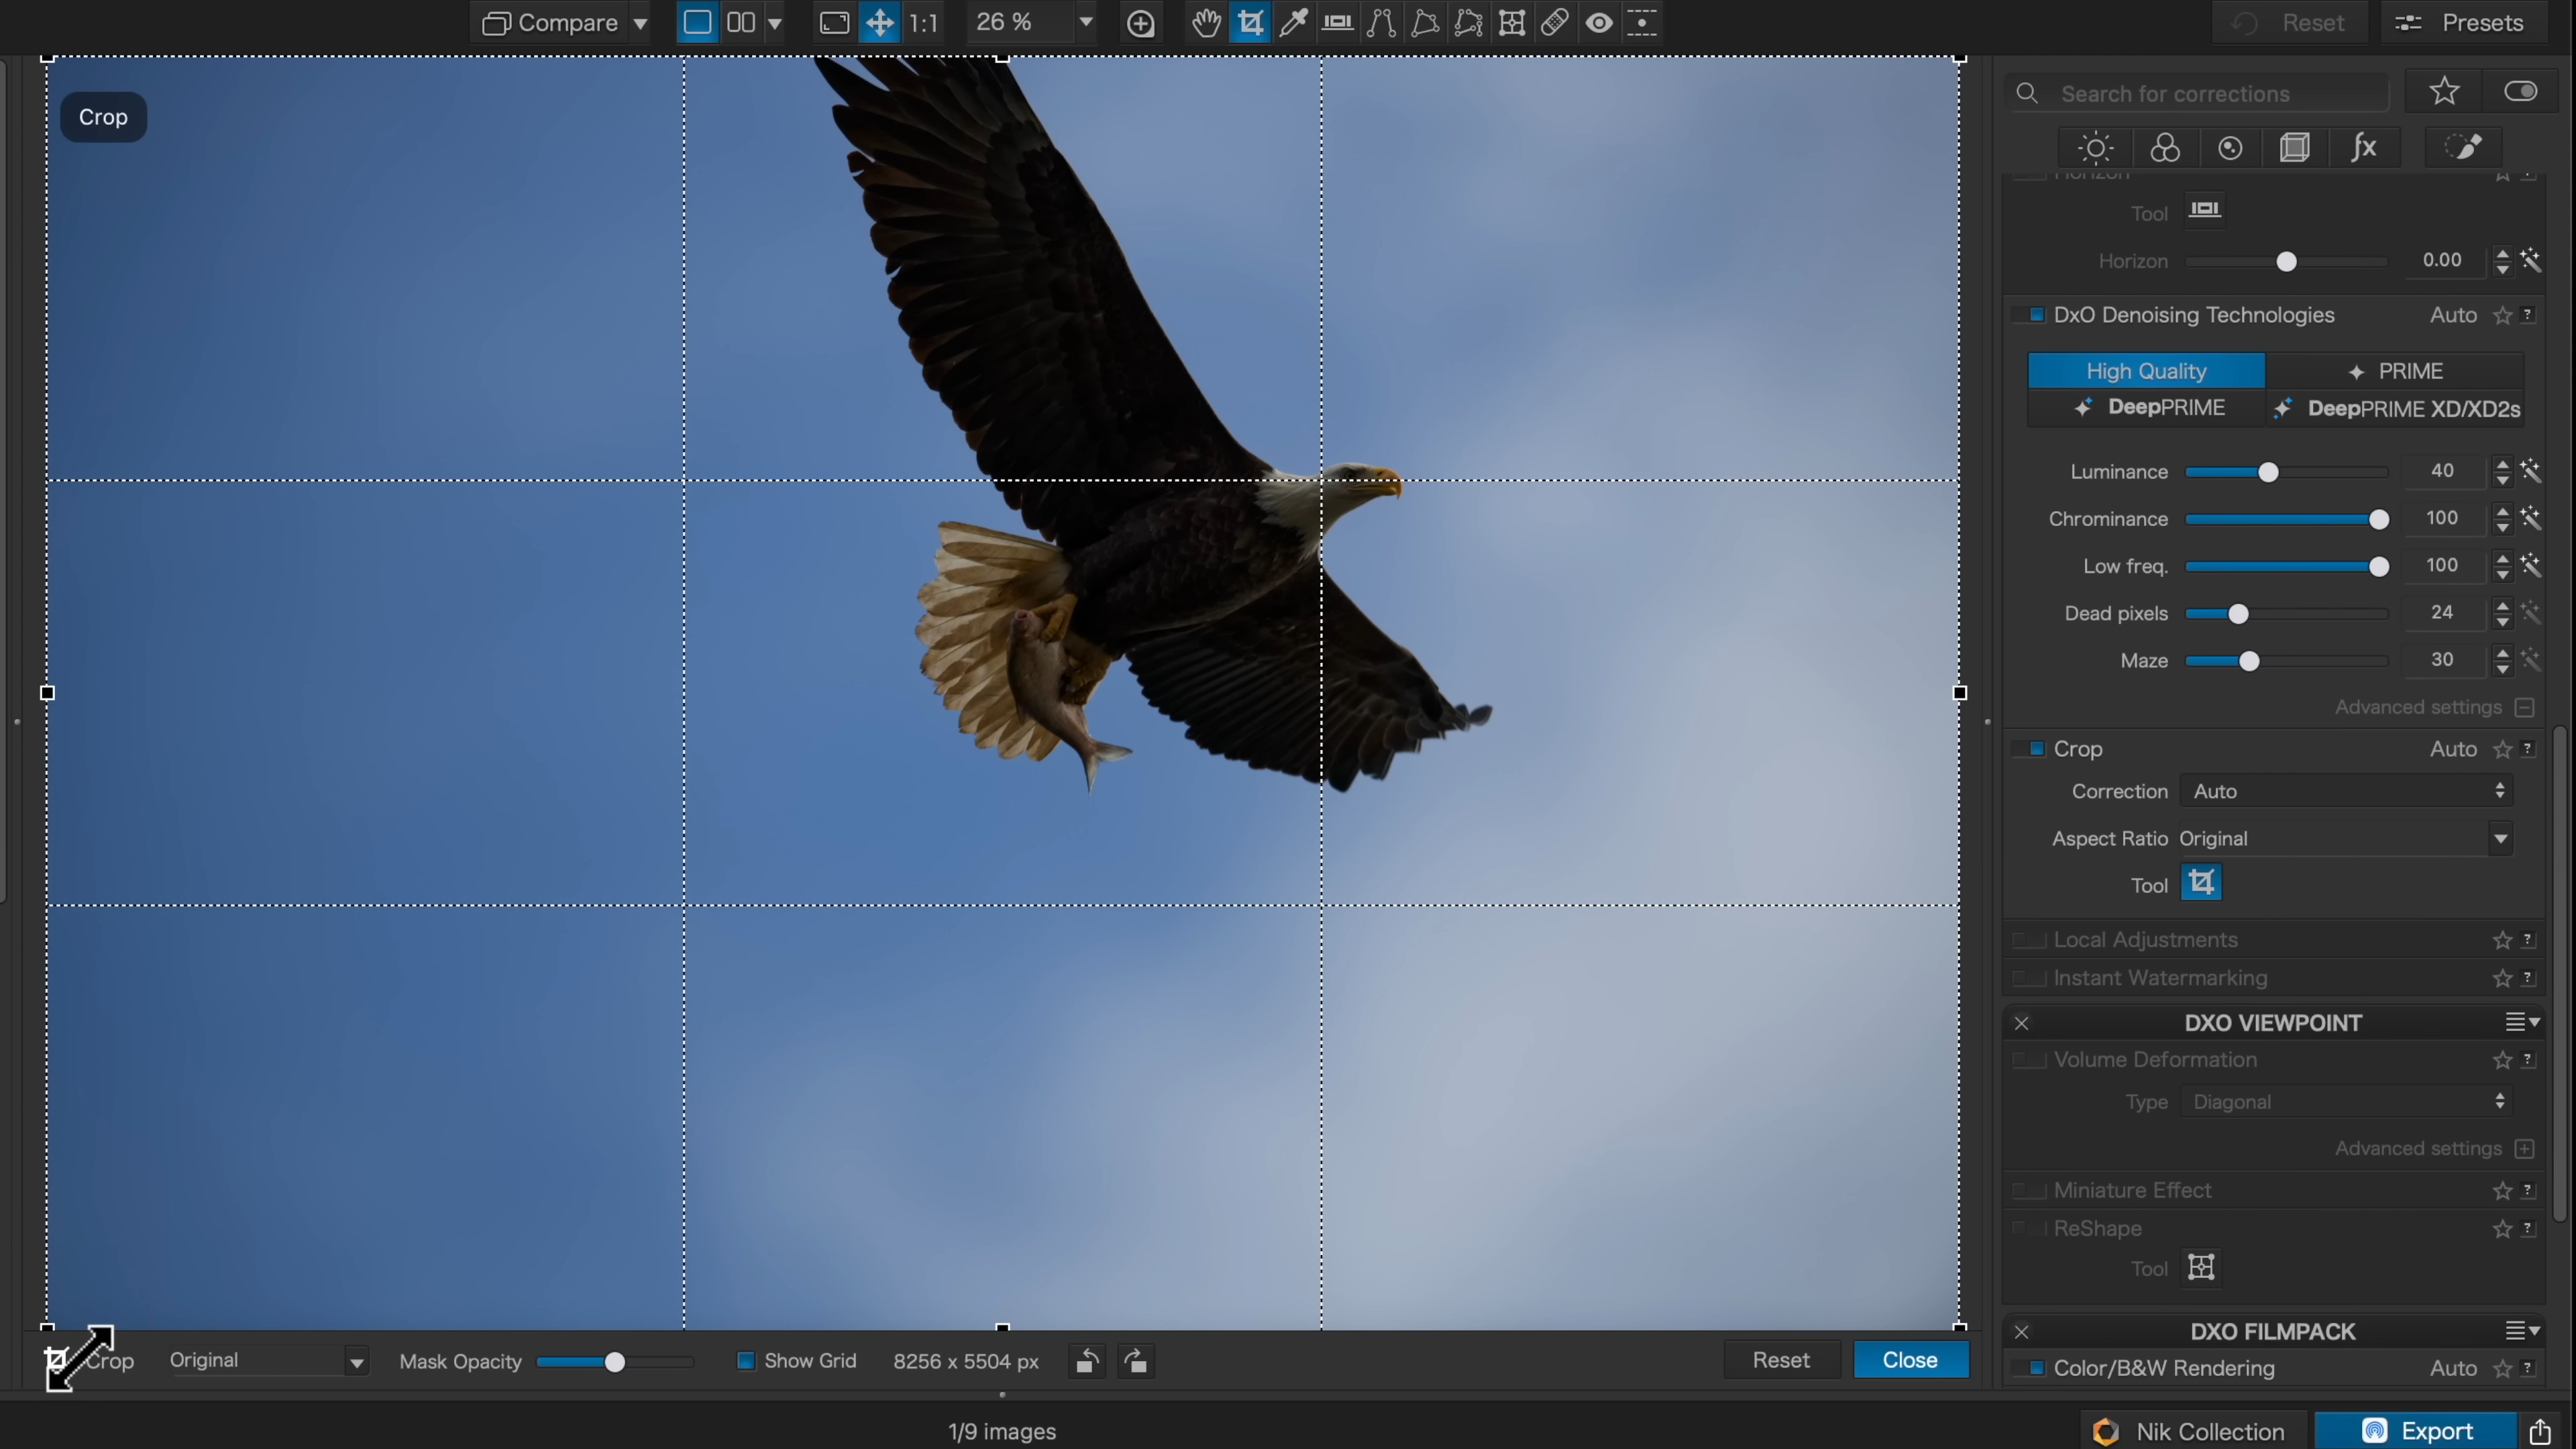 Compare
1:1
26 %
Reset
Presets
Crop
Search for corrections
fx
Horizon
Tool
Horizon 0.00
DxO Denoising Technologies Auto
High Quality
PRIME
DeepPRIME
DeepPRIME XD/XD2s
Luminance 40
Chrominance 100
Low freq. 100
Dead pixels 24
Maze 30
Advanced settings
Crop Auto
Correction Auto
Aspect Ratio Original
Tool
Local Adjustments
Instant Watermarking
DXO VIEWPOINT
Volume Deformation
Type Diagonal
Advanced settings
Miniature Effect
ReShape
Tool
DXO FILMPACK
Color/B&W Rendering Auto
Crop Original Mask Opacity Show Grid 8256 x 5504 px Reset Close
1/9 images
Nik Collection
Export